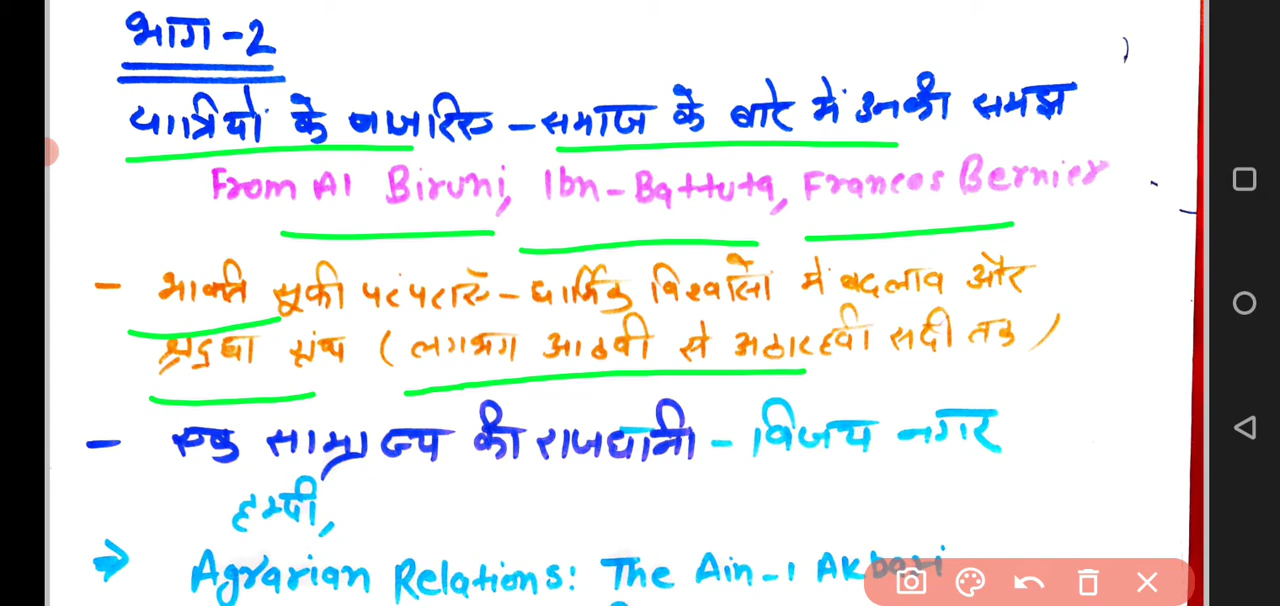 भाग-2
यात्रियों के नजरिए - समाज के बारे में उनकी समझ
From Al Biruni, Ibn-Battuta, Francos Bernier
- भक्ति सूफी परंपराएं - धार्मिक विश्वासों में बदलाव और
श्रद्धा ग्रंथ (लगभग आठवी से अठारहवी सदी तक)
- एक साम्राज्य की राजधानी - विजय नगर
हम्पी,
⇒ Agrarian Relations: The Ain-i Akbari